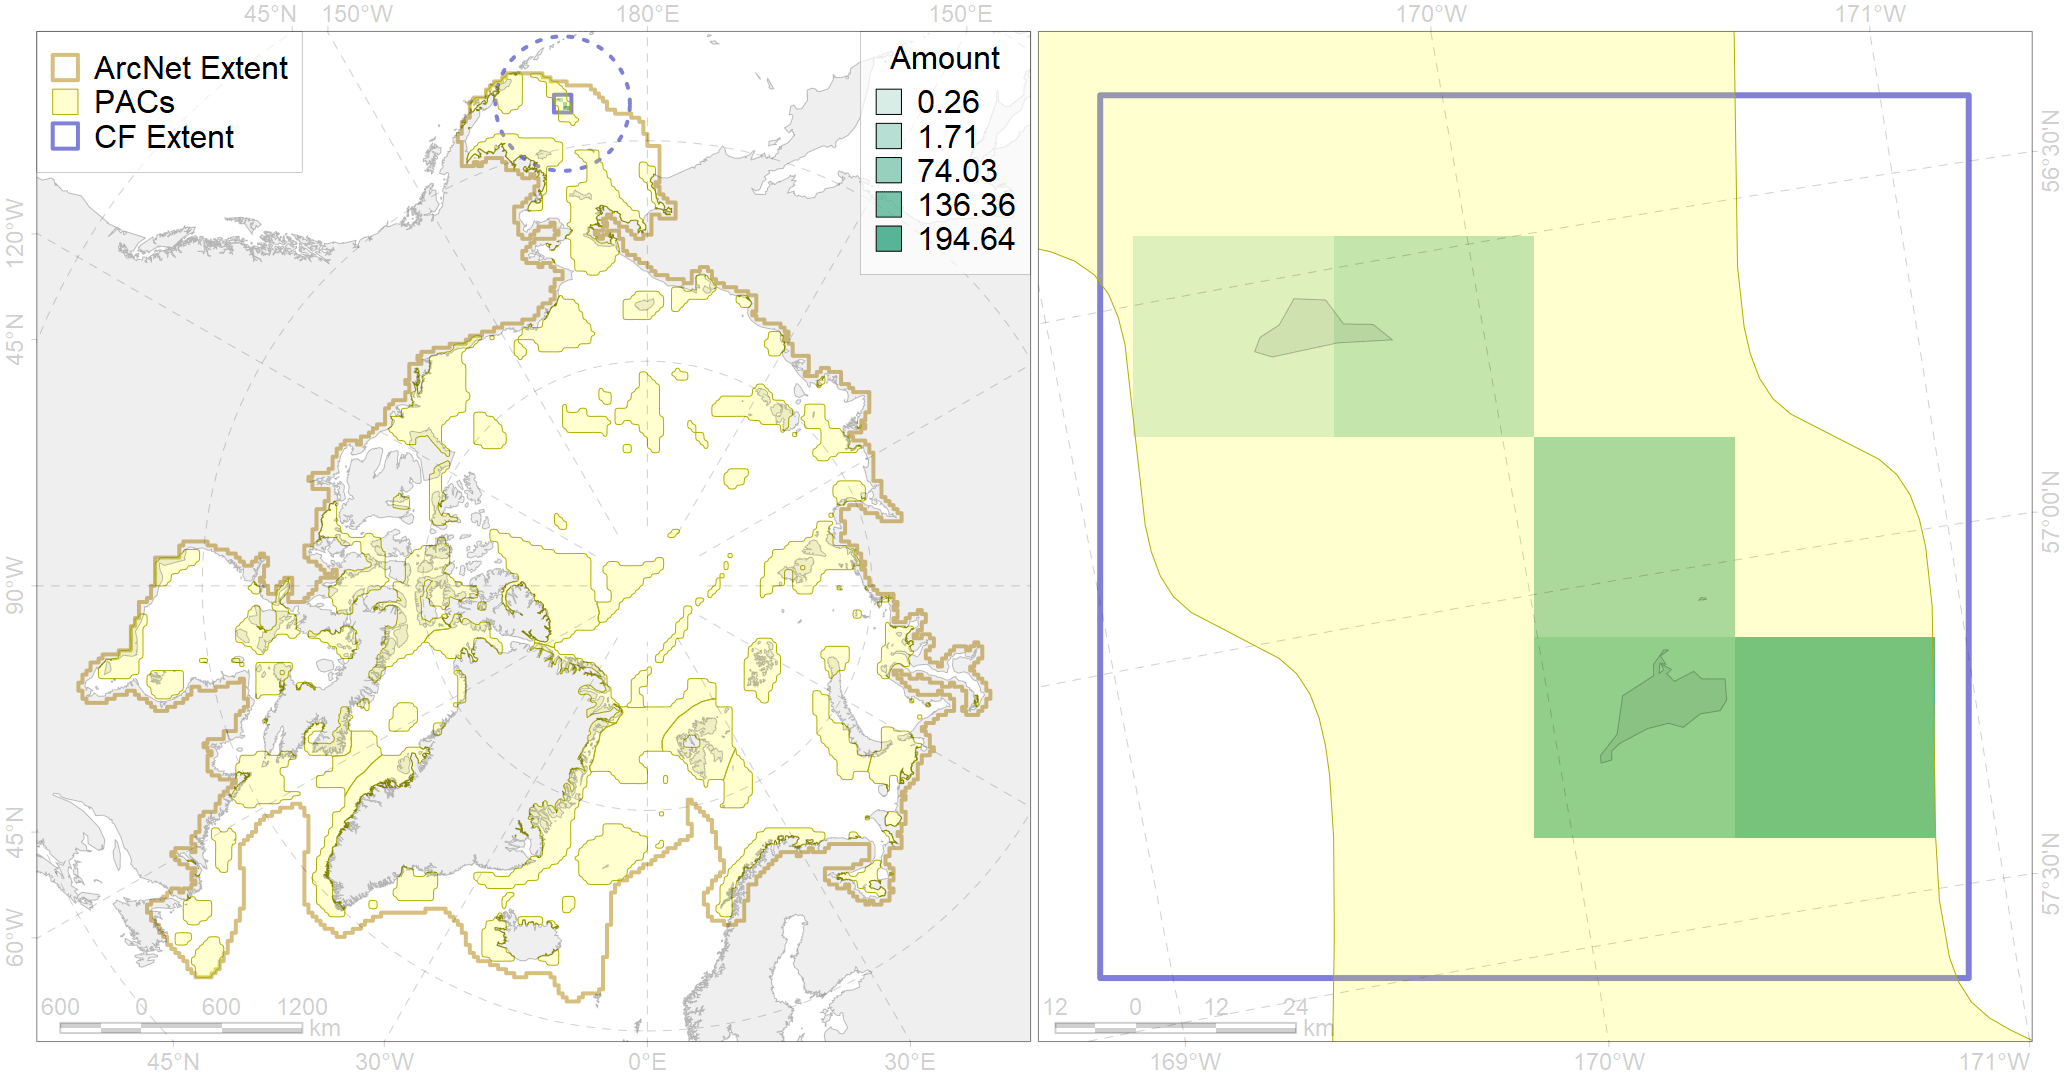 45°N 150°W 180°E 150°E 170°W 171°W
ArcNet Extent
PACs
CF Extent
Amount
0.26
1.71
74.03
136.36
194.64
120°W
45°N
90°W
45°N
60°W
56°30'N
57°00'N
57°30'N
600 0 600 1200
km
12 0 12 24
km
45°N 30°W 0°E 30°E 169°W 170°W 171°W